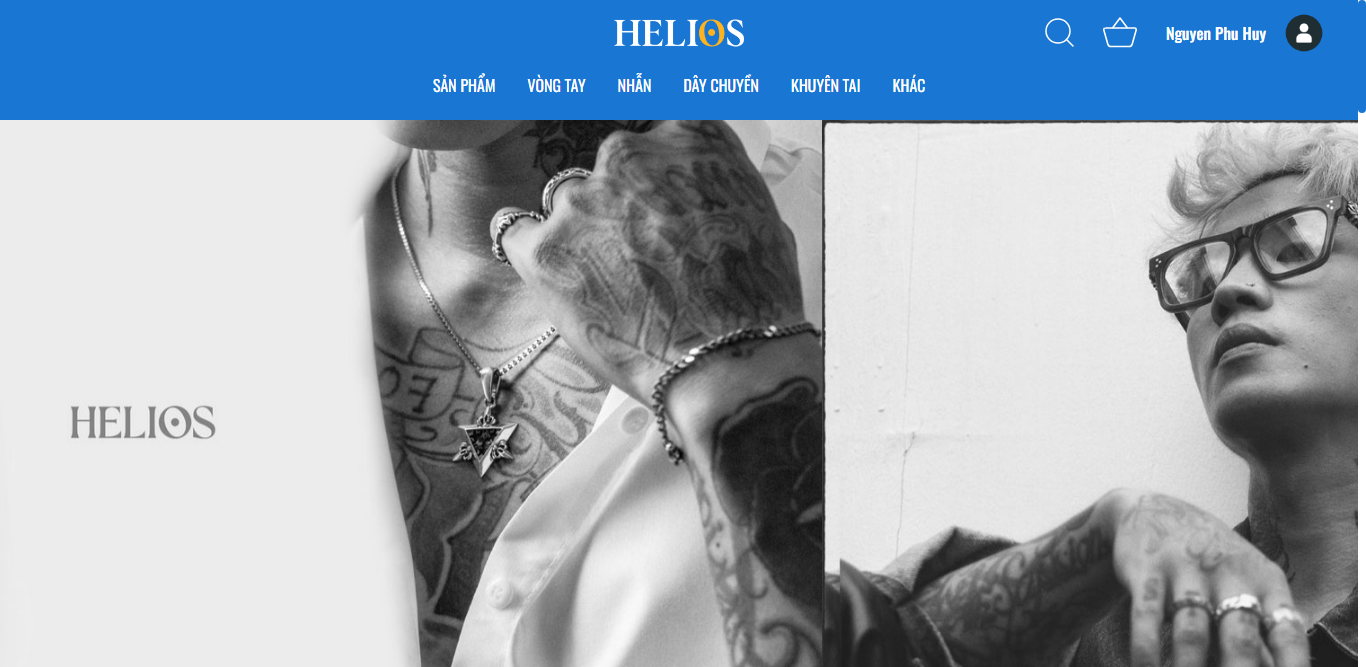 HELIOS
Nguyen Phu Huy
SẢN PHẨM VÒNG TAY NHẪN DÂY CHUYỀN KHUYÊN TAI KHÁC
HELIOS